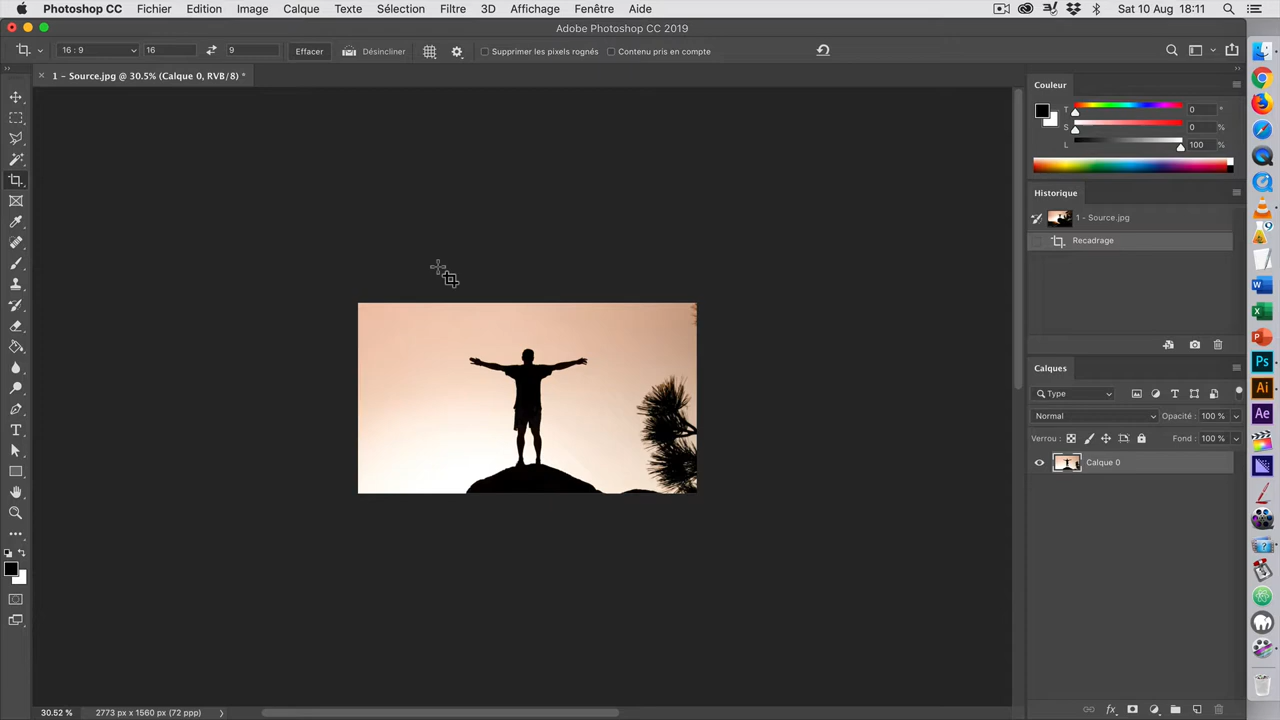 Photoshop CC Fichier Edition Image Calque Texte Sélection Filtre 3D Affichage Fenêtre Aide Sat 10 Aug 18:11
Adobe Photoshop CC 2019
16 : 9 16 9 Effacer Désincliner Supprimer les pixels rognés Contenu pris en compte
1 – Source.jpg @ 30.5% (Calque 0, RVB/8) *
Couleur
T 0 °
S 0 %
L 100 %
Historique
1 - Source.jpg
Recadrage
Calques
Type
Normal Opacité : 100 %
Verrou : Fond : 100 %
Calque 0
30.52 % 2773 px x 1560 px (72 ppp)